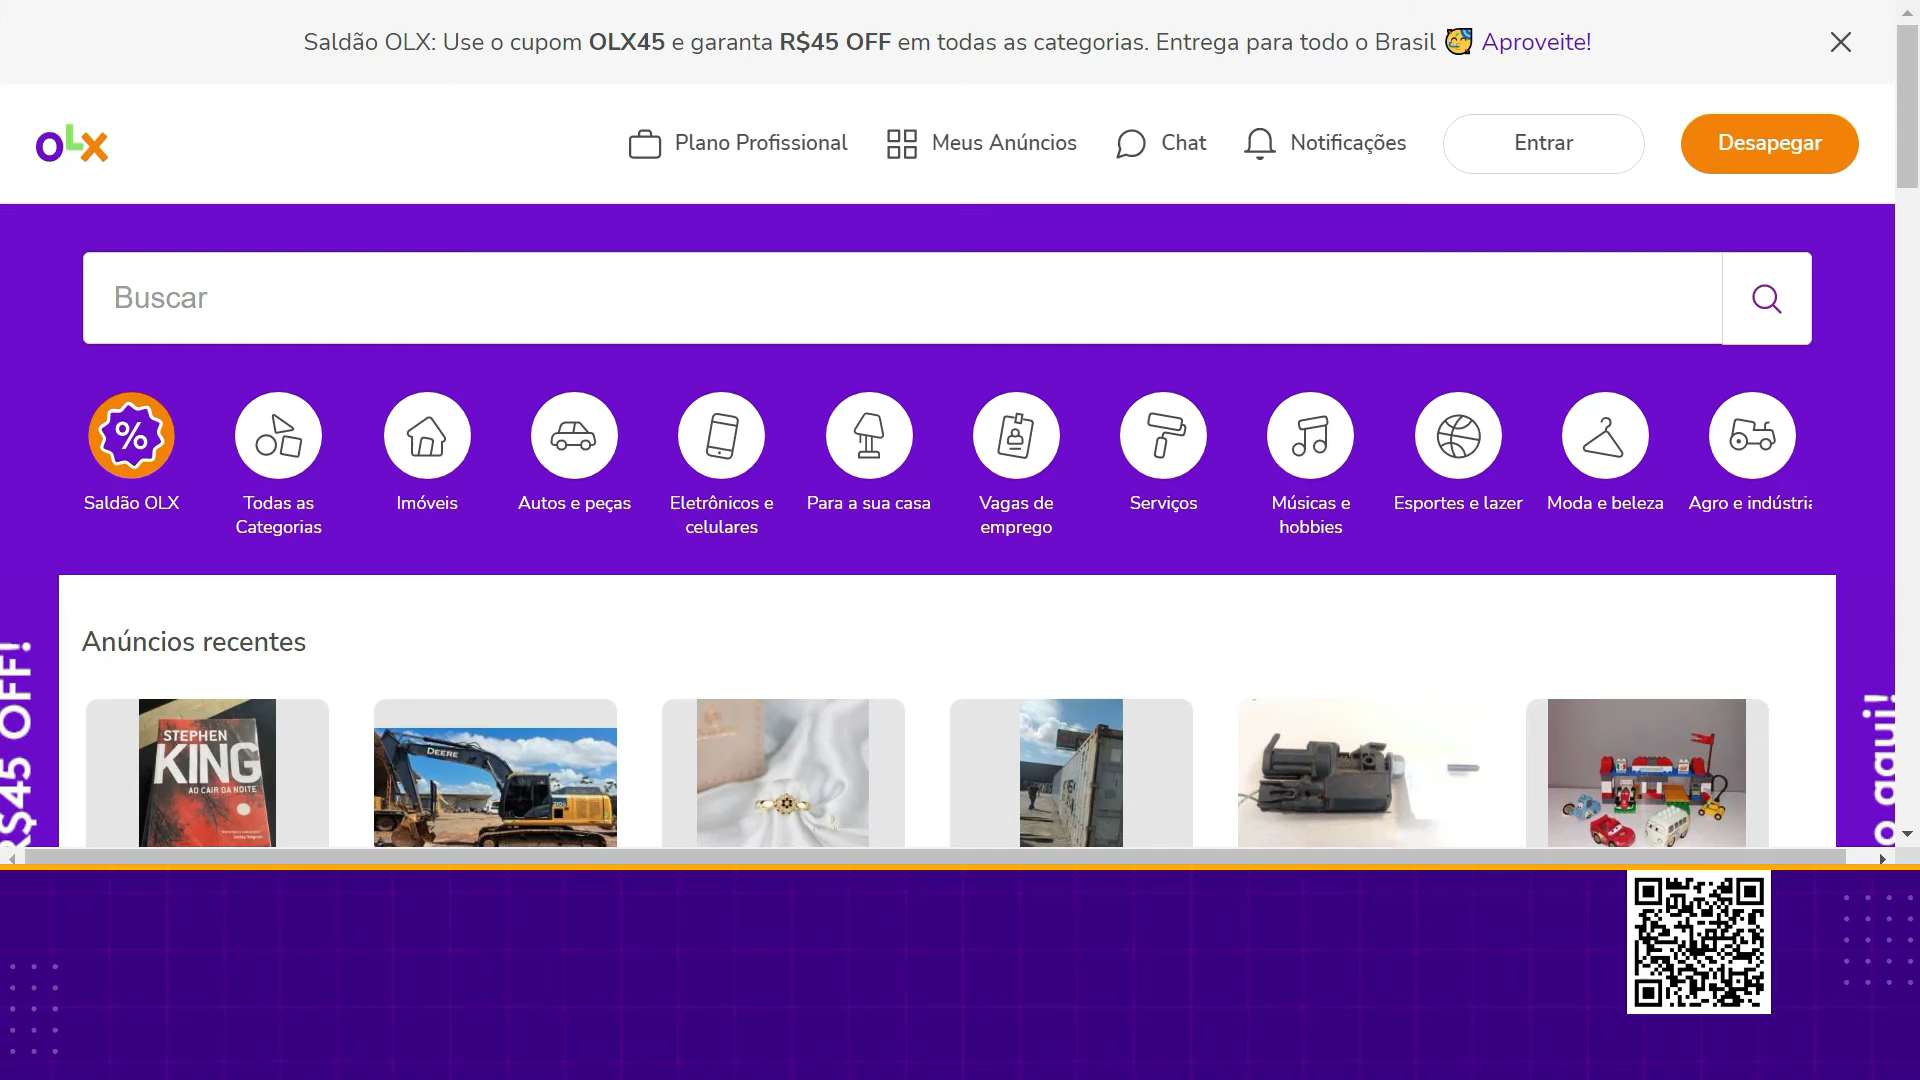 Saldão OLX: Use o cupom OLX45 e garanta R$45 OFF em todas as categorias. Entrega para todo o Brasil 🥳 Aproveite!
OLX
Plano Profissional
Meus Anúncios
Chat
Notificações
Entrar
Desapegar
Buscar
%
Saldão OLX
Todas as
Categorias
Imóveis
Autos e peças
Eletrônicos e
celulares
Para a sua casa
Vagas de
emprego
Serviços
Músicas e
hobbies
Esportes e lazer
Moda e beleza
Agro e indústria
R$45 OFF!
o aqui!
Anúncios recentes
STEPHEN
KING
AO CAIR DA NOITE
DEERE